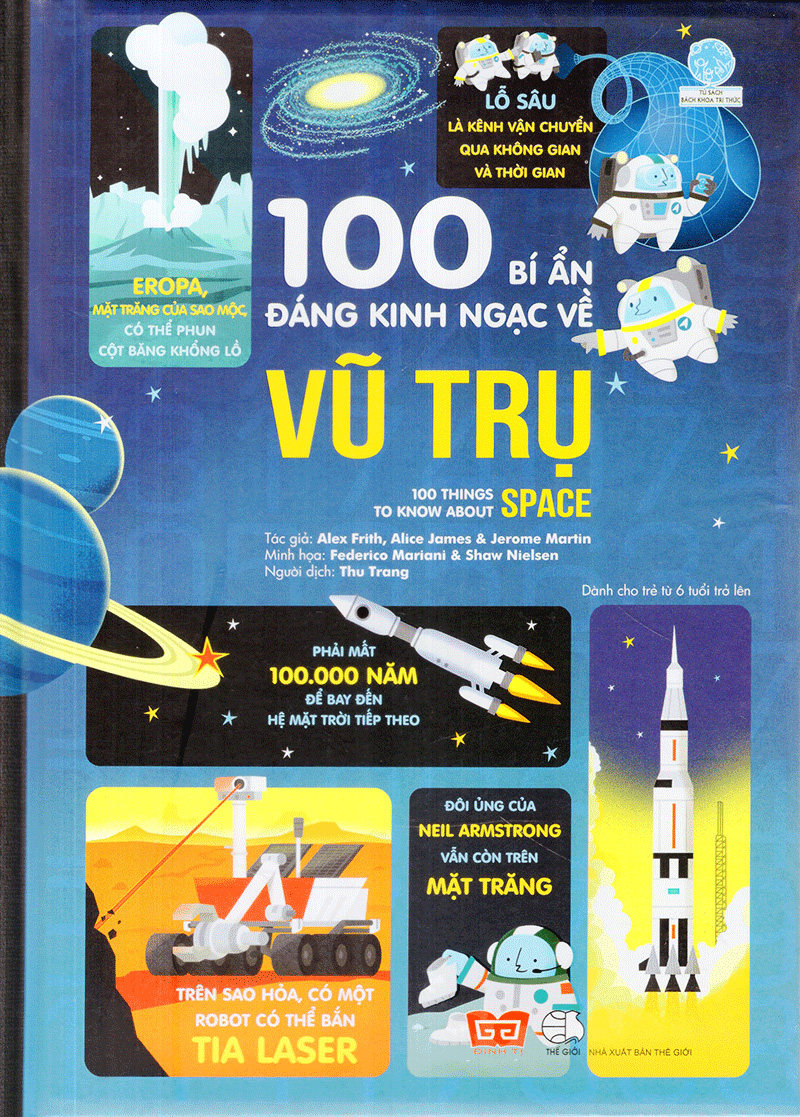 LỖ SÂU
LÀ KÊNH VẬN CHUYỂN
QUA KHÔNG GIAN
VÀ THỜI GIAN
TỦ SÁCH
BÁCH KHOA TRI THỨC
EROPA,
MẶT TRĂNG CỦA SAO MỘC,
CÓ THỂ PHUN
CỘT BĂNG KHỔNG LỒ
100 BÍ ẨN
ĐÁNG KINH NGẠC VỀ
VŨ TRỤ
100 THINGS
TO KNOW ABOUT SPACE
Tác giả: Alex Frith, Alice James & Jerome Martin
Minh họa: Federico Mariani & Shaw Nielsen
Người dịch: Thu Trang
Dành cho trẻ từ 6 tuổi trở lên
PHẢI MẤT
100.000 NĂM
ĐỂ BAY ĐẾN
HỆ MẶT TRỜI TIẾP THEO
ĐÔI ỦNG CỦA
NEIL ARMSTRONG
VẪN CÒN TRÊN
MẶT TRĂNG
TRÊN SAO HỎA, CÓ MỘT
ROBOT CÓ THỂ BẮN
TIA LASER
ĐINH TỊ
THẾ GIỚI
NHÀ XUẤT BẢN THẾ GIỚI